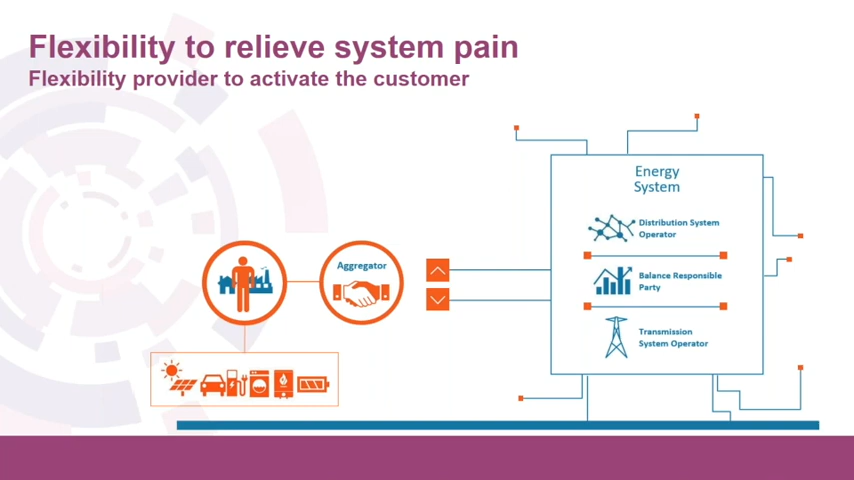 Flexibility to relieve system pain
Flexibility provider to activate the customer
Aggregator
Energy
System
Distribution System
Operator
Balance Responsible
Party
Transmission
System Operator